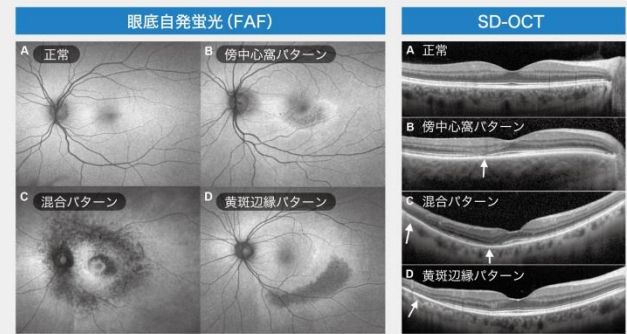 眼底自発蛍光（FAF）
A 正常
B 傍中心窩パターン
C 混合パターン
D 黄斑辺縁パターン
SD-OCT
A 正常
B 傍中心窩パターン
C 混合パターン
D 黄斑辺縁パターン